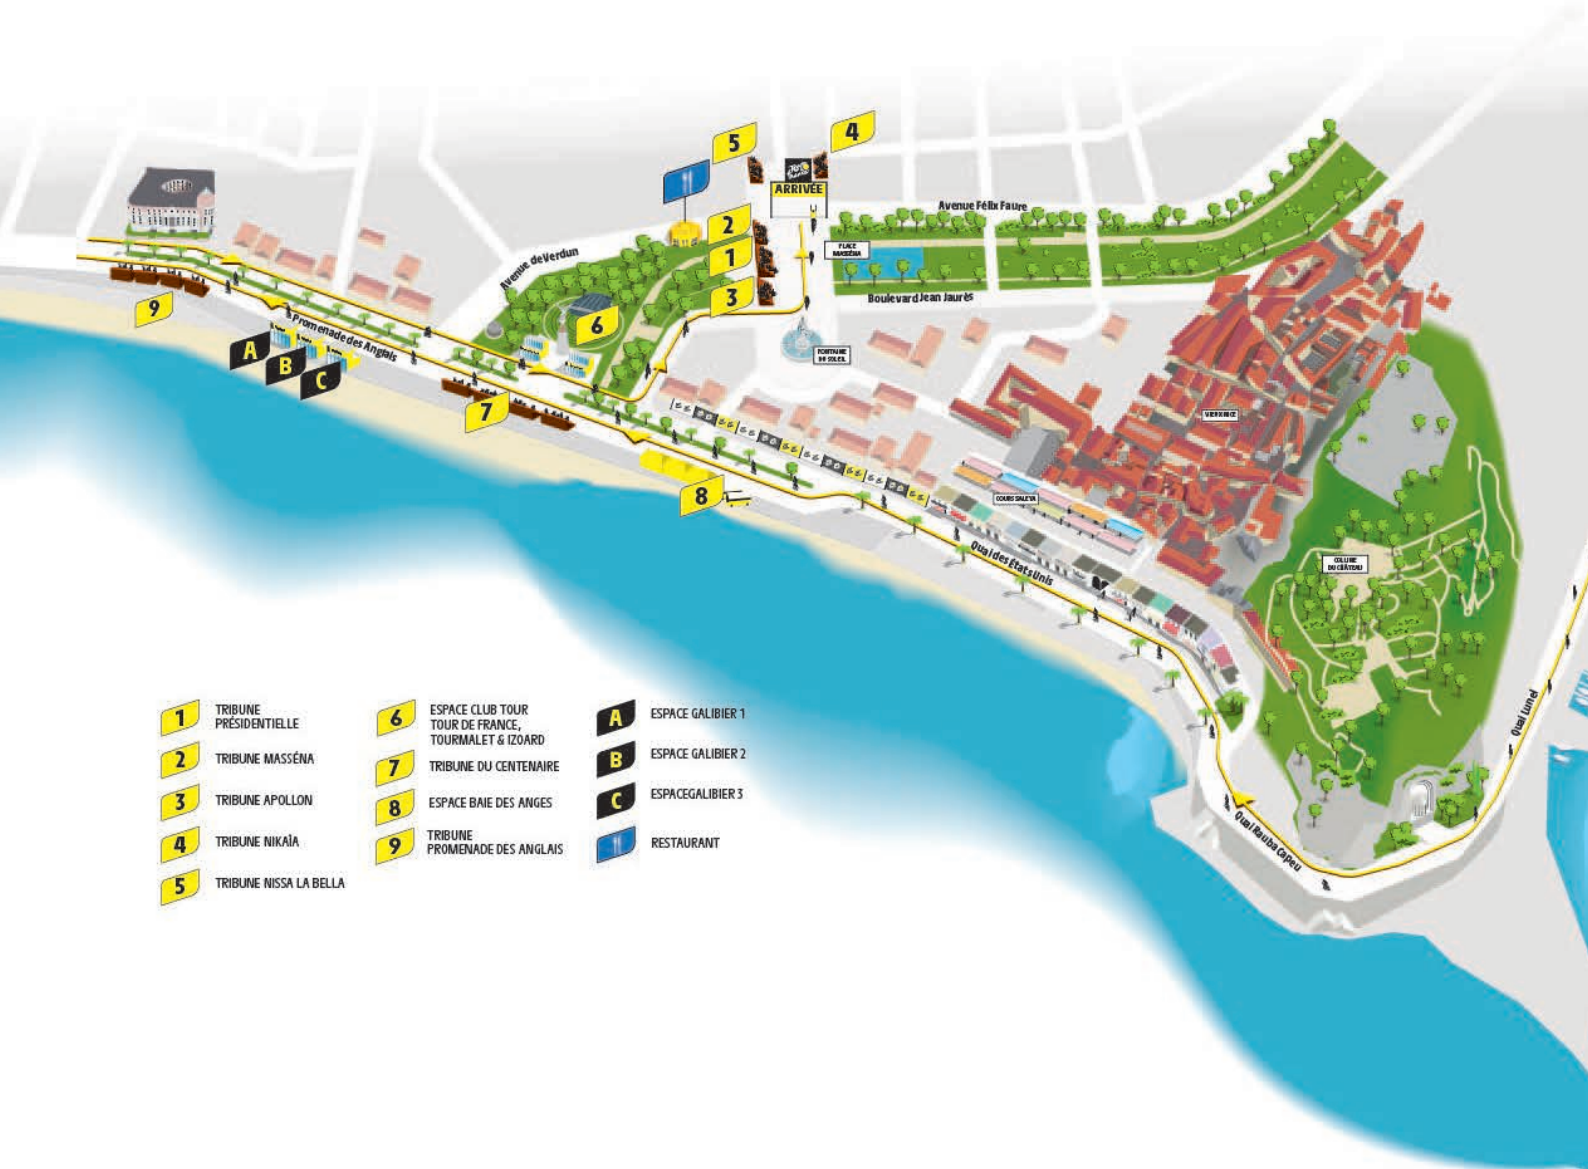 5
4
Tour
France
ARRIVÉE
2
1
3
Avenue Félix Faure
PLACE
MASSÉNA
Boulevard Jean Jaurès
Avenue de Verdun
6
FONTAINE
DU SOLEIL
9
Promenade des Anglais
A
B
C
7
8
VIEUX NICE
COURS SALEYA
Quai des États Unis
COLLINE
DU CHÂTEAU
Quai Lunel
Quai Rauba Capeu
1 TRIBUNE
PRÉSIDENTIELLE
2 TRIBUNE MASSÉNA
3 TRIBUNE APOLLON
4 TRIBUNE NIKAÏA
5 TRIBUNE NISSA LA BELLA
6 ESPACE CLUB TOUR
TOUR DE FRANCE,
TOURMALET & IZOARD
7 TRIBUNE DU CENTENAIRE
8 ESPACE BAIE DES ANGES
9 TRIBUNE
PROMENADE DES ANGLAIS
A ESPACE GALIBIER 1
B ESPACE GALIBIER 2
C ESPACEGALIBIER 3
RESTAURANT